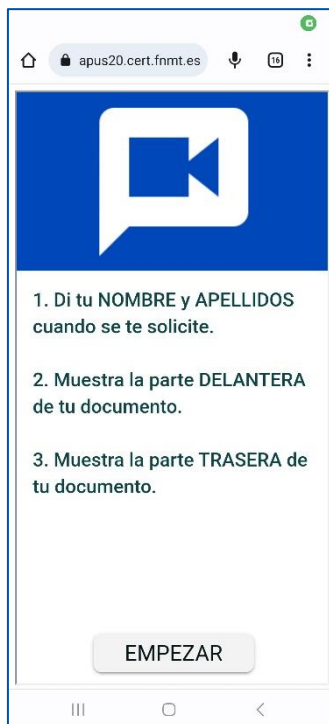 apus20.cert.fnmt.es
16
1. Di tu NOMBRE y APELLIDOS
cuando se te solicite.
2. Muestra la parte DELANTERA
de tu documento.
3. Muestra la parte TRASERA de
tu documento.
EMPEZAR